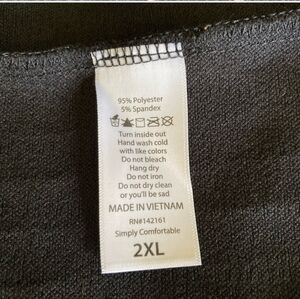 95% Polyester
5% Spandex
Turn inside out
Hand wash cold
with like colors
Do not bleach
Hang dry
Do not iron
Do not dry clean
or you'll be sad
MADE IN VIETNAM
RN#142161
Simply Comfortable
2XL